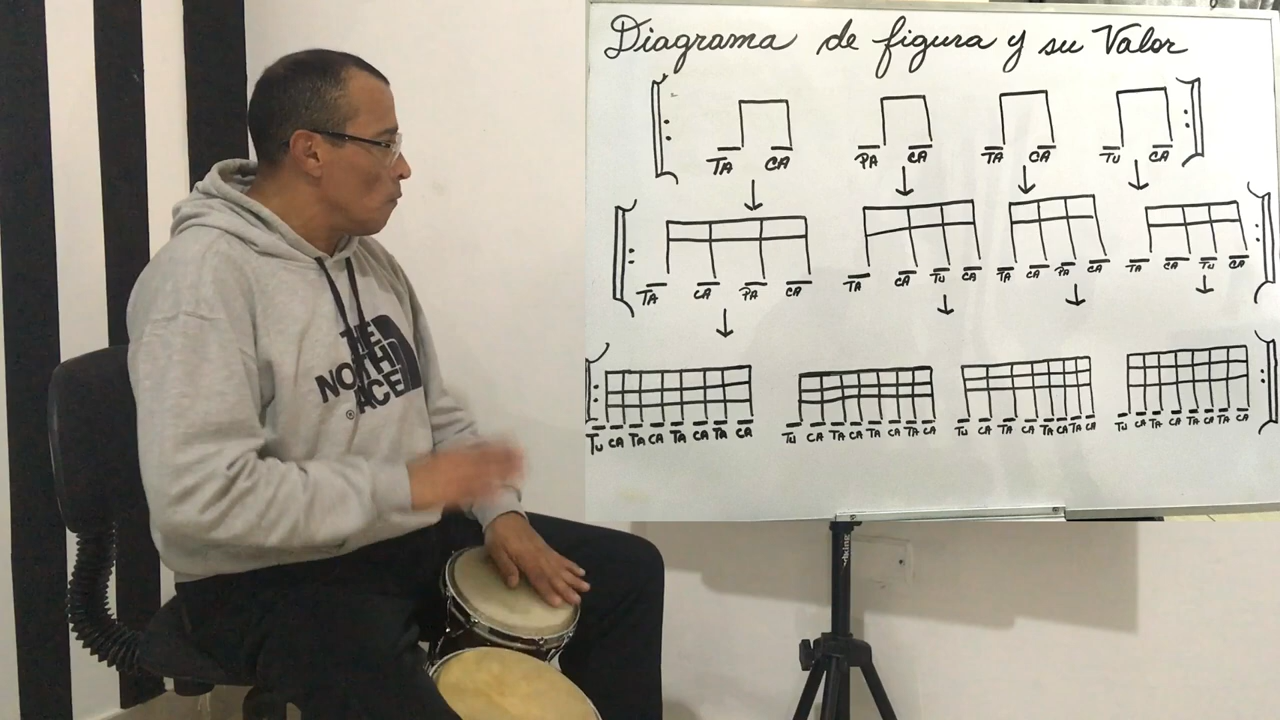 Diagrama de figura y su Valor
TA CA PA CA TA CA TU CA
TA CA PA CA TA CA TU CA TA CA PA CA TA CA TU CA
TU CA TA CA TA CA TA CA TU CA TA CA TA CA TA CA TU CA TA CA TA CA TA CA TU CA TA CA TA CA TA CA
THE
NORTH
FACE